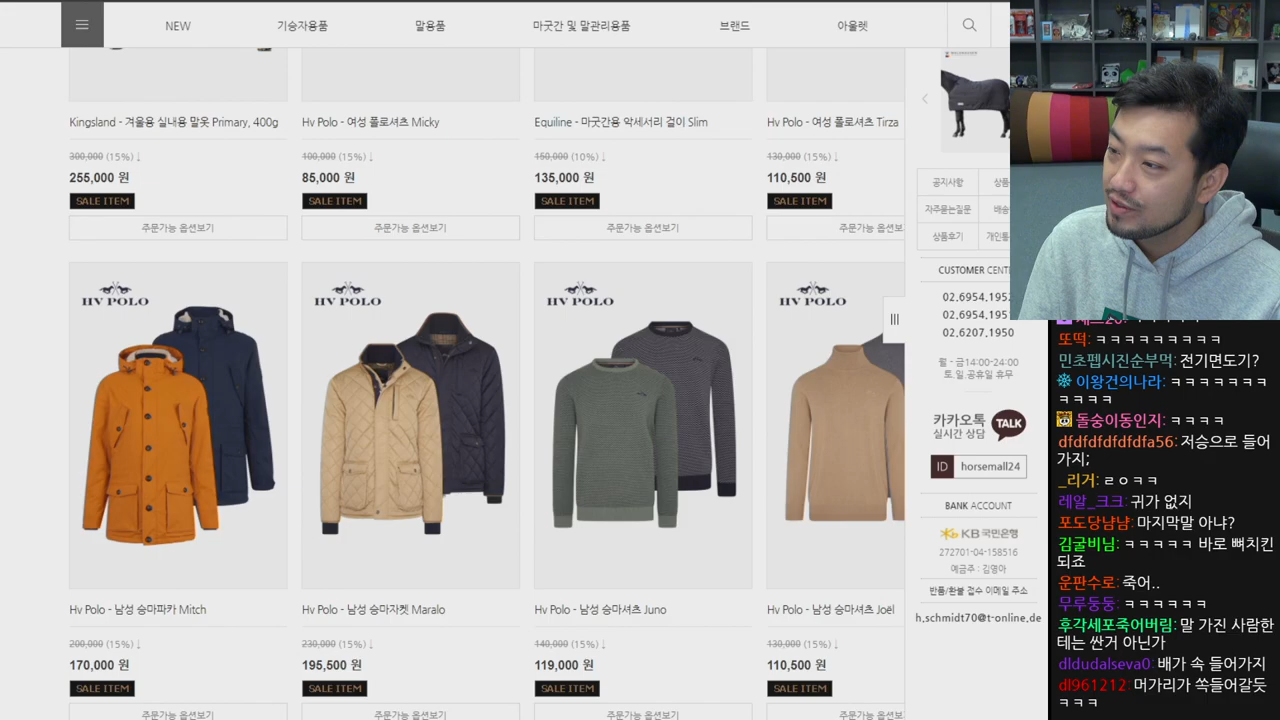 NEW
기승자용품
말용품
마굿간 및 말관리용품
브랜드
아울렛
Kingsland - 겨울용 실내용 말옷 Primary, 400g
300,000 (15%)↓
255,000 원
SALE ITEM
주문가능 옵션보기
Hv Polo - 여성 폴로셔츠 Micky
100,000 (15%)↓
85,000 원
SALE ITEM
주문가능 옵션보기
Equiline - 마굿간용 악세서리 걸이 Slim
150,000 (10%)↓
135,000 원
SALE ITEM
주문가능 옵션보기
Hv Polo - 여성 폴로셔츠 Tirza
130,000 (15%)↓
110,500 원
SALE ITEM
주문가능 옵션보
HV POLO
Hv Polo - 남성 승마파카 Mitch
200,000 (15%)↓
170,000 원
SALE ITEM
주문가능 옵션보기
HV POLO
Hv Polo - 남성 승마자켓 Maralo
230,000 (15%)↓
195,500 원
SALE ITEM
주문가능 옵션보기
HV POLO
Hv Polo - 남성 승마셔츠 Juno
140,000 (15%)↓
119,000 원
SALE ITEM
주문가능 옵션보기
HV POLO
Hv Polo - 남성 승마셔츠 Joël
130,000 (15%)↓
110,500 원
SALE ITEM
주문가능 옵션보
공지사항
상품
자주묻는질문
배송
상품후기
개인통
CUSTOMER CENT
02.6954.195
02.6954.195
02.6207.1950
월 - 금14:00-24:00
토.일.공휴일 휴무
카카오톡
실시간 상담
TALK
ID horsemall24
BANK ACCOUNT
KB 국민은행
272701-04-158516
예금주 : 김영아
반품/환불 접수 이메일 주소
h.schmidt70@t-online.de
또떡: ㅋㅋㅋㅋㅋㅋㅋㅋㅋ
민초펩시진순부먹: 전기면도기?
이왕건의나라: ㅋㅋㅋㅋㅋㅋㅋ
ㅋㅋㅋㅋ
돌숭이동인지: ㅋㅋㅋㅋ
dfdfdfdfdfdfa56: 저승으로 들어
가지;
_리거: ㄹㅇㅋㅋ
레알_크크: 귀가 없지
포도당냠냠: 마지막말 아냐?
김굴비님: ㅋㅋㅋㅋㅋ 바로 뼈치킨
되죠
운판수로: 죽어..
무루둥둥: ㅋㅋㅋㅋㅋㅋ
후각세포죽어버림: 말 가진 사람한
테는 싼거 아닌가
dldudalseva0: 배가 속 들어가지
dl961212: 머가리가 쏙들어갈듯
ㅋㅋㅋ